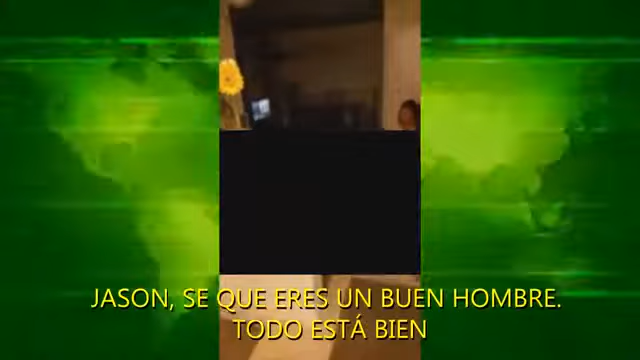 JASON, SE QUE ERES UN BUEN HOMBRE.
TODO ESTÁ BIEN